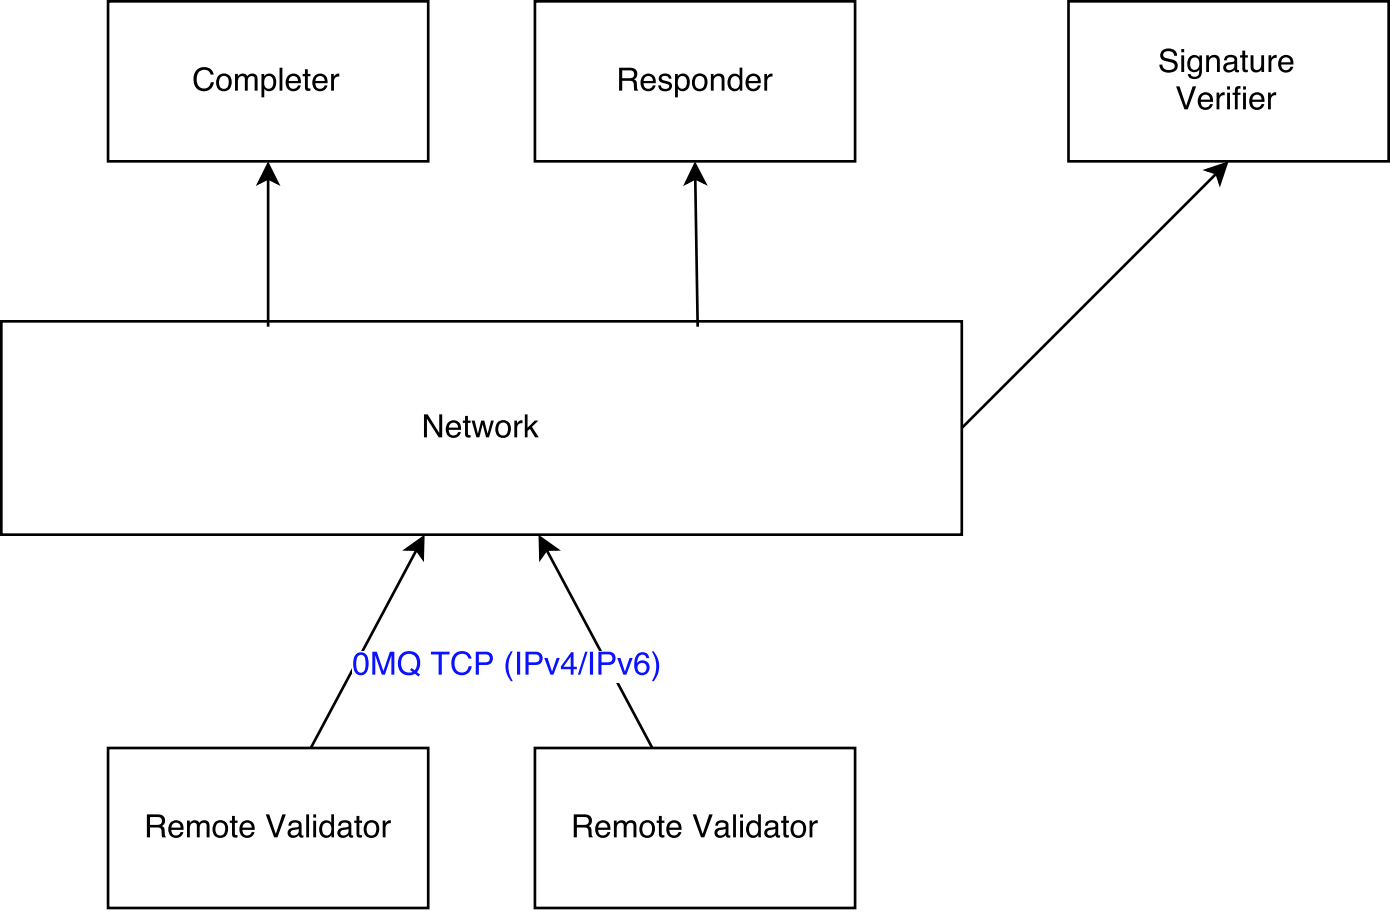 Completer
Responder
Signature
Verifier
Network
0MQ TCP (IPv4/IPv6)
Remote Validator
Remote Validator